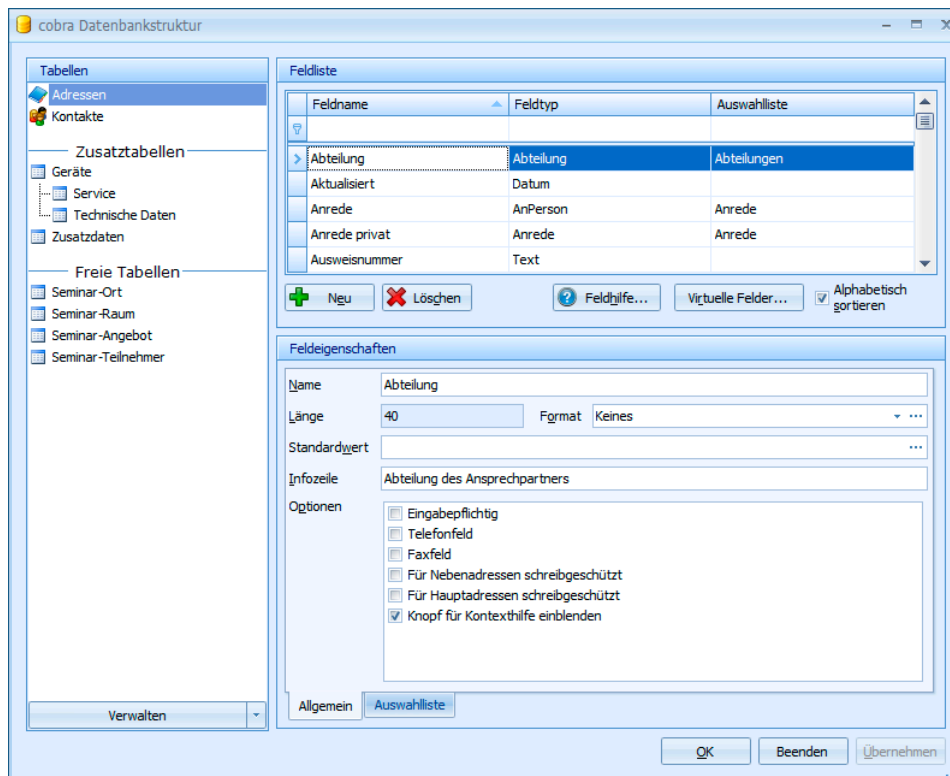 cobra Datenbankstruktur
Tabellen
Adressen
Kontakte
Zusatztabellen
Geräte
Service
Technische Daten
Zusatzdaten
Freie Tabellen
Seminar-Ort
Seminar-Raum
Seminar-Angebot
Seminar-Teilnehmer
Verwalten
Feldliste
Feldname Feldtyp Auswahlliste
Abteilung Abteilung Abteilungen
Aktualisiert Datum
Anrede AnPerson Anrede
Anrede privat Anrede Anrede
Ausweisnummer Text
Neu Löschen Feldhilfe... Virtuelle Felder... Alphabetisch
sortieren
Feldeigenschaften
Name Abteilung
Länge 40 Format Keines
Standardwert
Infozeile Abteilung des Ansprechpartners
Optionen
Eingabepflichtig
Telefonfeld
Faxfeld
Für Nebenadressen schreibgeschützt
Für Hauptadressen schreibgeschützt
Knopf für Kontexthilfe einblenden
Allgemein Auswahlliste
OK Beenden Übernehmen